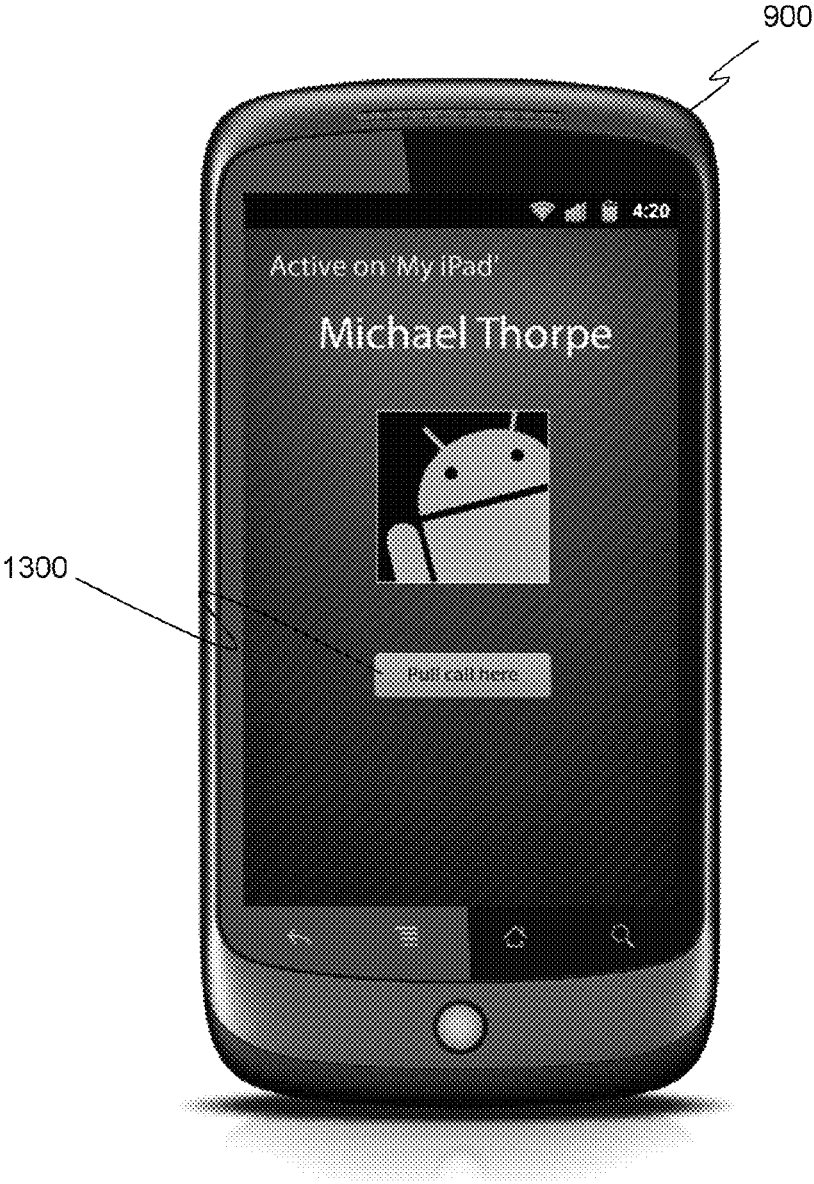 900
4:20
Active on 'My iPad'
Michael Thorpe
1300
Pull call here